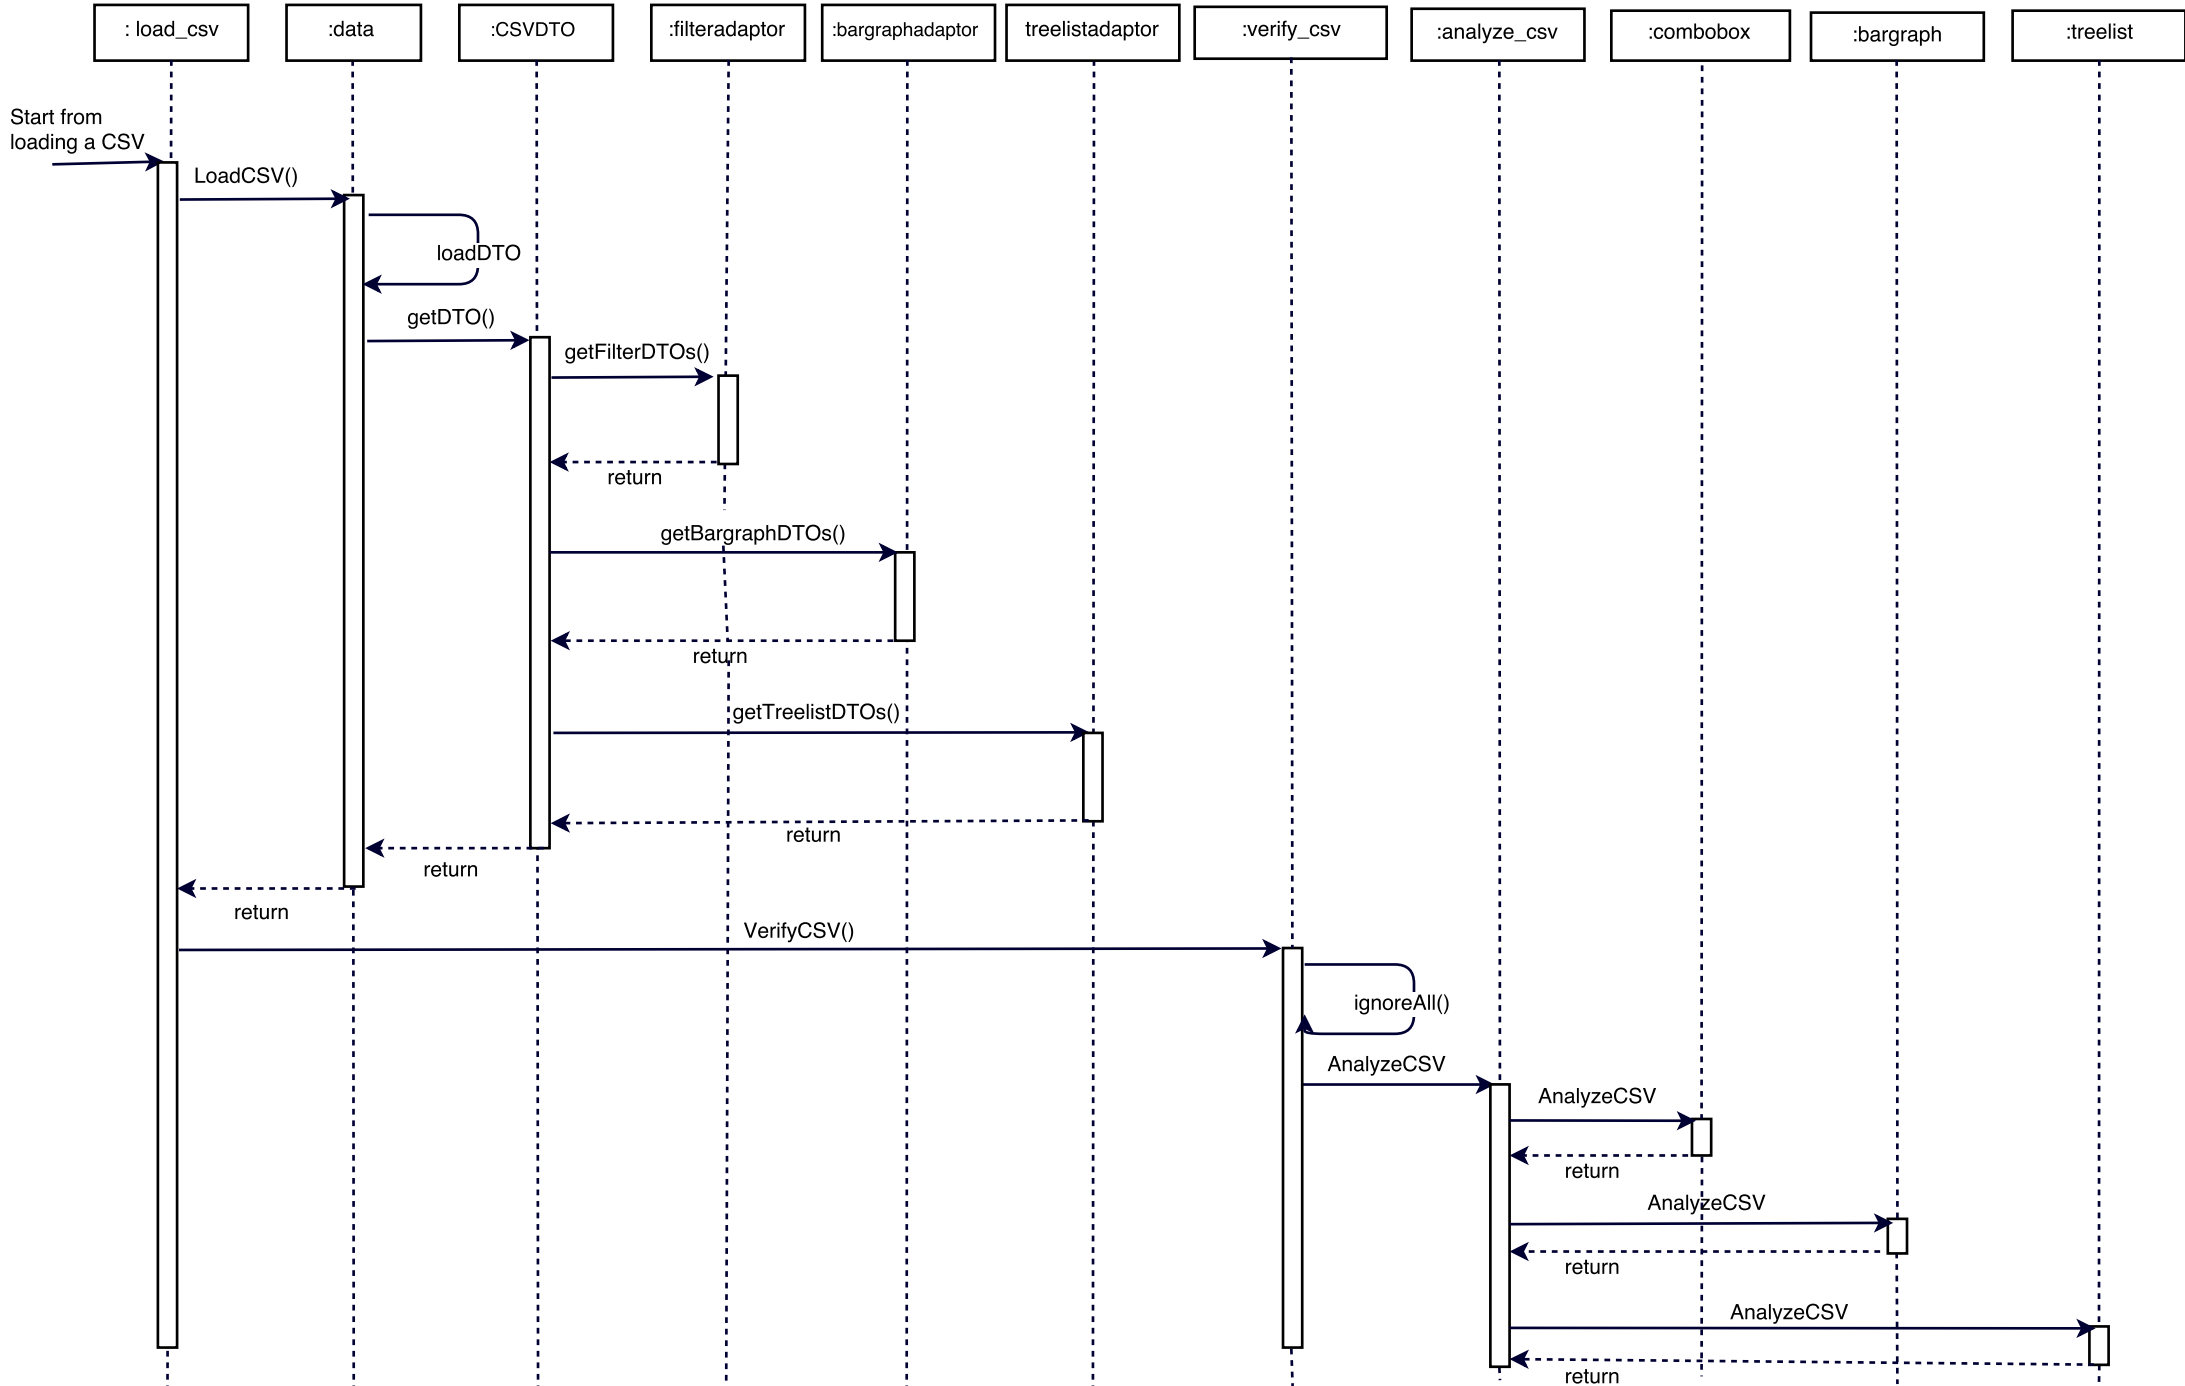 : load_csv
:data
:CSVDTO
:filteradaptor
:bargraphadaptor
treelistadaptor
:verify_csv
:analyze_csv
:combobox
:bargraph
:treelist
Start from
loading a CSV
LoadCSV()
loadDTO
getDTO()
getFilterDTOs()
return
getBargraphDTOs()
return
getTreelistDTOs()
return
return
return
VerifyCSV()
ignoreAll()
AnalyzeCSV
AnalyzeCSV
return
AnalyzeCSV
return
AnalyzeCSV
return